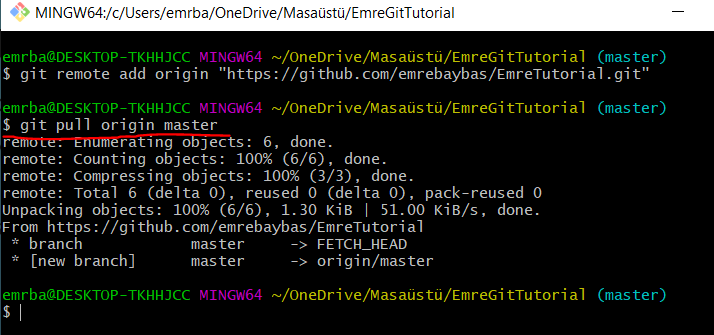 MINGW64:/c/Users/emrba/OneDrive/Masaüstü/EmreGitTutorial
emrba@DESKTOP-TKHHJCC MINGW64 ~/OneDrive/Masaüstü/EmreGitTutorial (master)
$ git remote add origin "https://github.com/emrebaybas/EmreTutorial.git"
emrba@DESKTOP-TKHHJCC MINGW64 ~/OneDrive/Masaüstü/EmreGitTutorial (master)
$ git pull origin master
remote: Enumerating objects: 6, done.
remote: Counting objects: 100% (6/6), done.
remote: Compressing objects: 100% (3/3), done.
remote: Total 6 (delta 0), reused 0 (delta 0), pack-reused 0
Unpacking objects: 100% (6/6), 1.30 KiB | 51.00 KiB/s, done.
From https://github.com/emrebaybas/EmreTutorial
 * branch            master     -> FETCH_HEAD
 * [new branch]      master     -> origin/master
emrba@DESKTOP-TKHHJCC MINGW64 ~/OneDrive/Masaüstü/EmreGitTutorial (master)
$